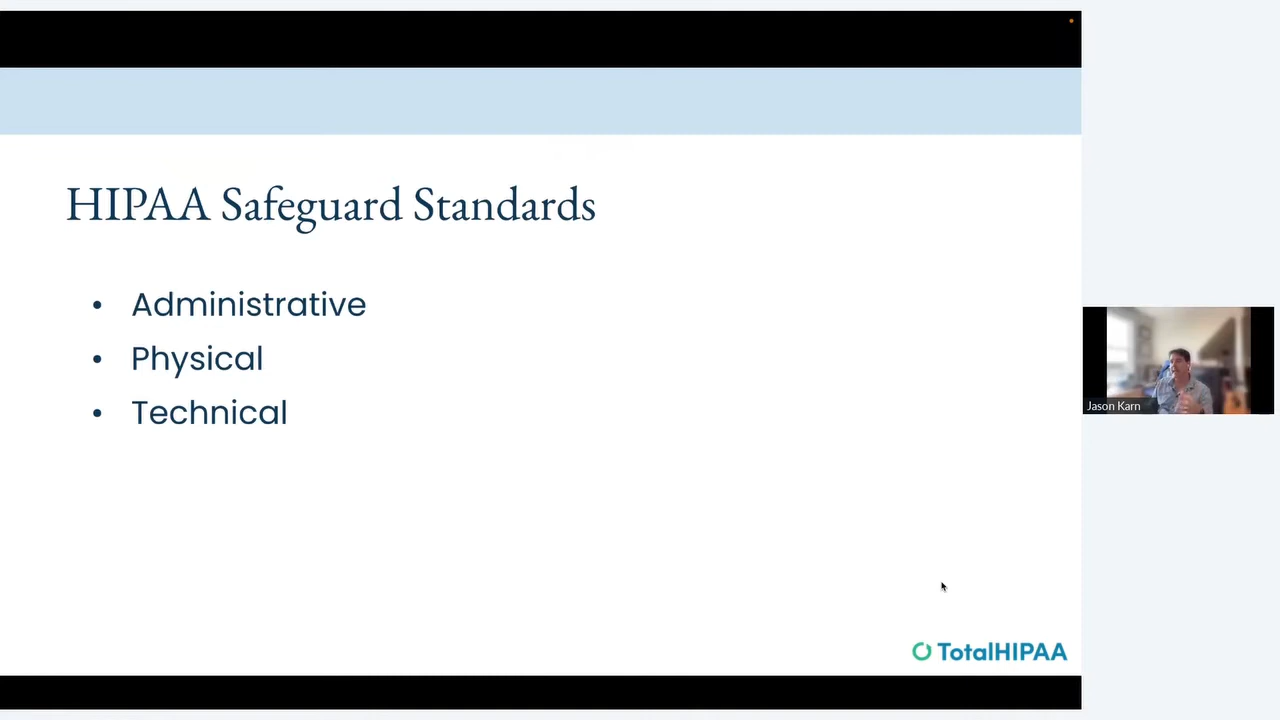 HIPAA Safeguard Standards
• Administrative
• Physical
• Technical
Jason Karn
TotalHIPAA